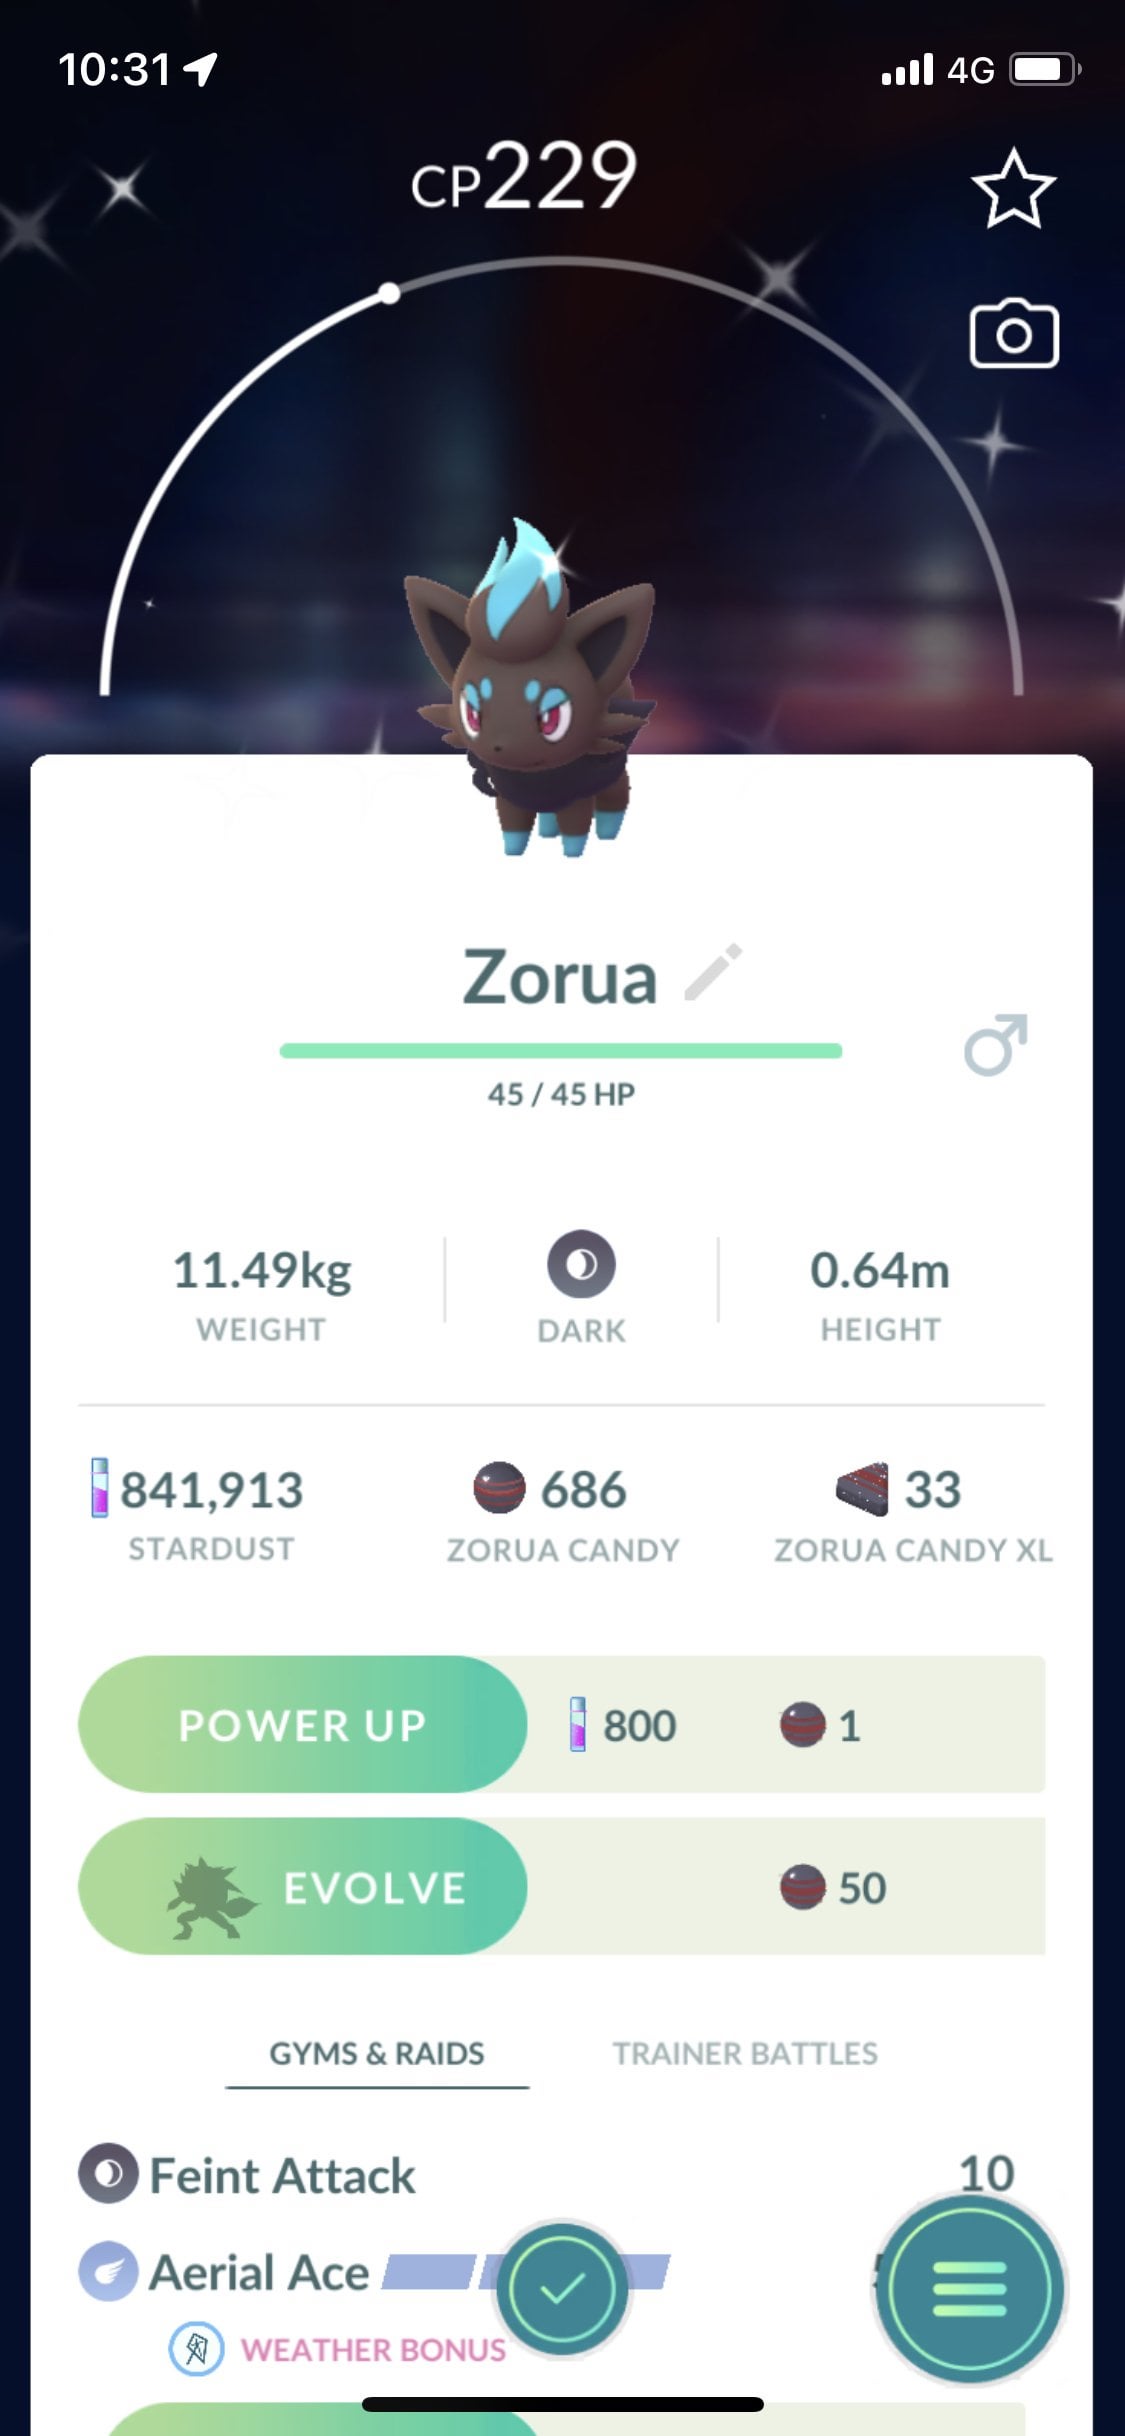 10:31
4G
CP229
Zorua
45 / 45 HP
11.49kg
WEIGHT
DARK
0.64m
HEIGHT
841,913
STARDUST
686
ZORUA CANDY
33
ZORUA CANDY XL
POWER UP
800
1
EVOLVE
50
GYMS & RAIDS
TRAINER BATTLES
Feint Attack
10
Aerial Ace
WEATHER BONUS